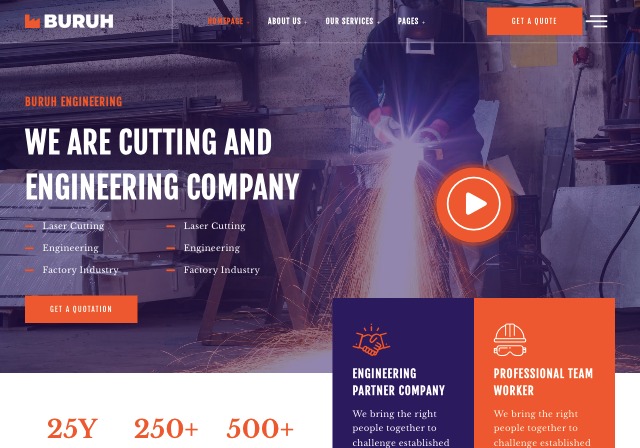 BURUH
HOMEPAGE
ABOUT US
OUR SERVICES
PAGES
GET A QUOTE
BURUH ENGINEERING
WE ARE CUTTING AND
ENGINEERING COMPANY
Laser Cutting
Laser Cutting
Engineering
Engineering
Factory Industry
Factory Industry
GET A QUOTATION
ENGINEERING
PARTNER COMPANY
We bring the right
people together to
challenge established
PROFESSIONAL TEAM
WORKER
We bring the right
people together to
challenge established
25Y
250+
500+